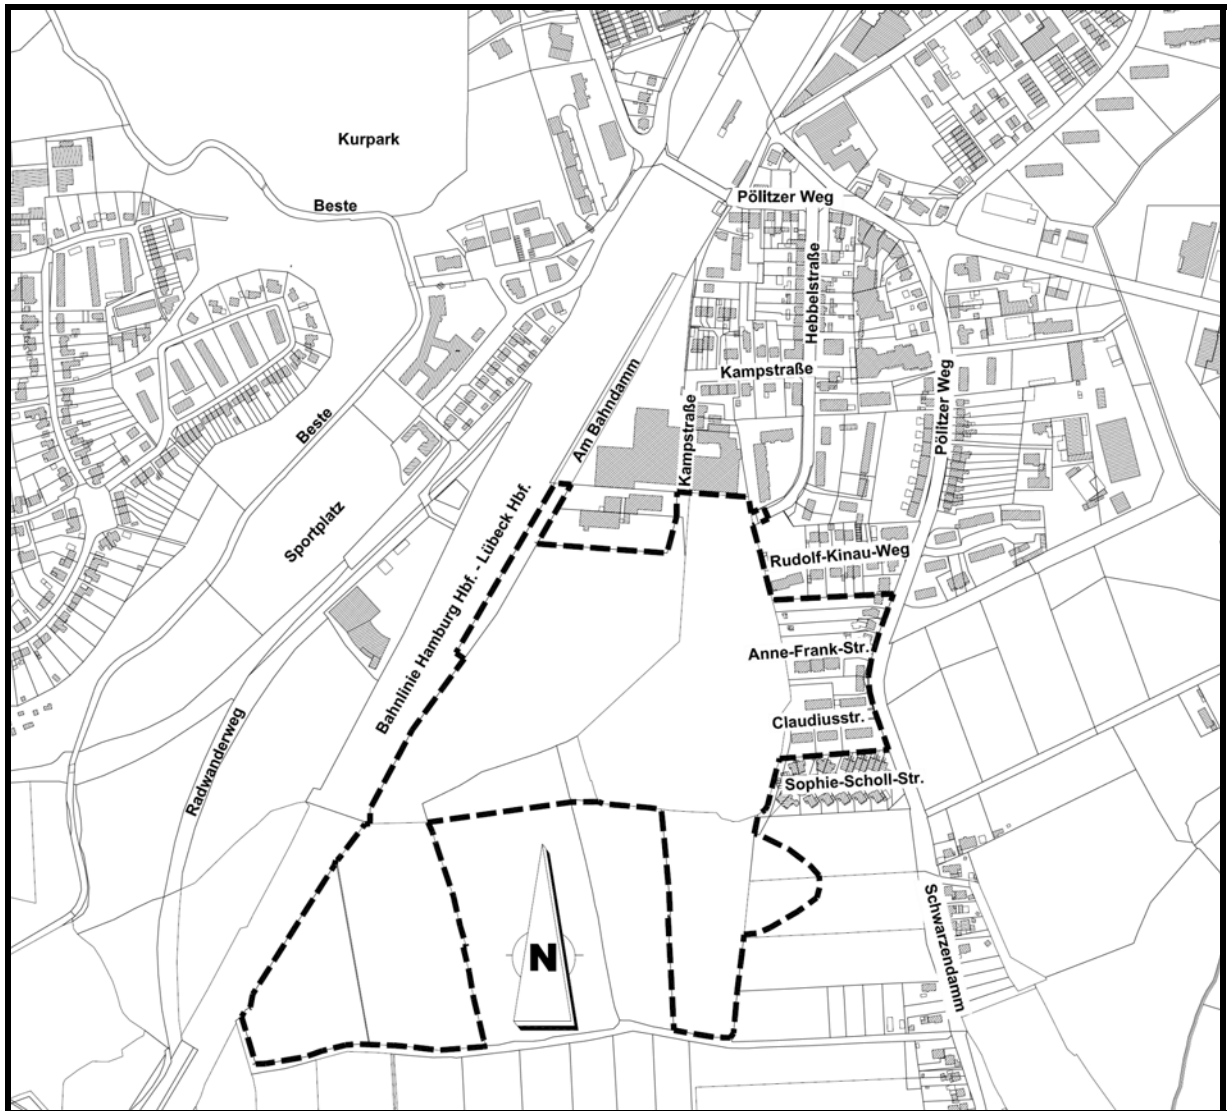 Kurpark
Pölitzer Weg
Beste
Hebbelstraße
Kampstraße
Am Bahndamm
Pölitzer Weg
Beste
Kampstraße
Sportplatz
Bahnlinie Hamburg Hbf. - Lübeck Hbf.
Rudolf-Kinau-Weg
Anne-Frank-Str.
Claudiusstr.
Radwanderweg
Sophie-Scholl-Str.
Schwarzendamm
N